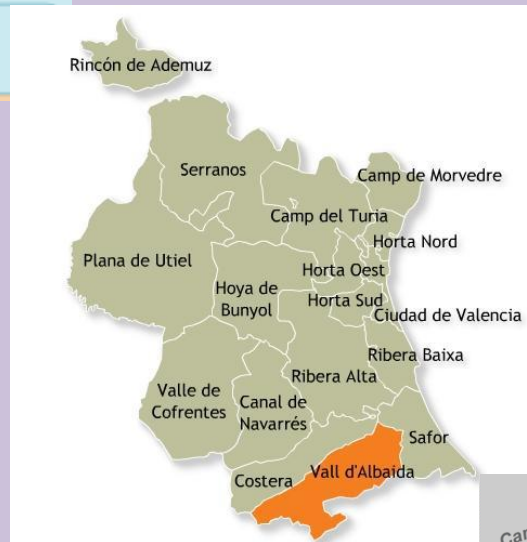 Rincón de Ademuz
Serranos
Camp de Morvedre
Camp del Turia
Horta Nord
Plana de Utiel
Horta Oest
Hoya de
Bunyol
Horta Sud
Ciudad de Valencia
Ribera Baixa
Ribera Alta
Valle de
Cofrentes
Canal de
Navarrés
Safor
Costera
Vall d'Albaida